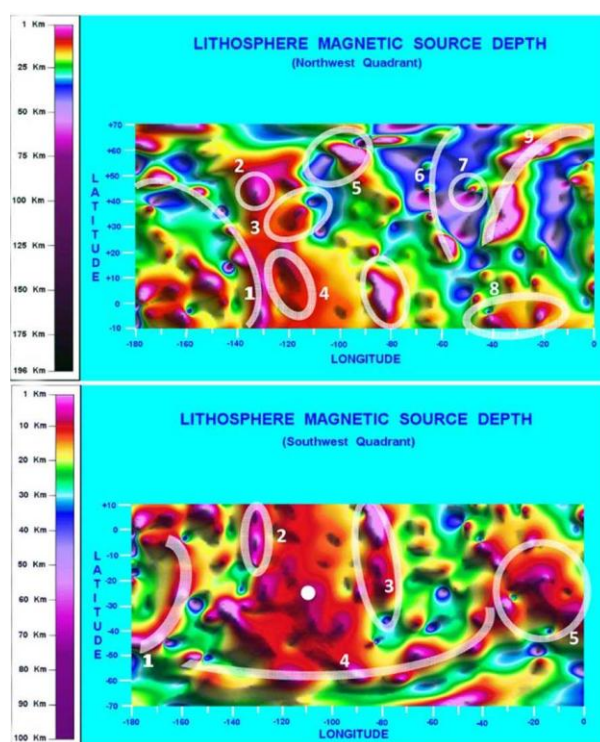 1 Km
25 Km
50 Km
75 Km
100 Km
125 Km
150 Km
175 Km
196 Km
LITHOSPHERE MAGNETIC SOURCE DEPTH
(Northwest Quadrant)
LATITUDE
+70
+60
+50
+40
+30
+20
+10
0
-10
1
2
3
4
5
6
7
8
9
-180
-160
-140
-120
-100
-80
-60
-40
-20
LONGITUDE
1 Km
10 Km
20 Km
30 Km
40 Km
50 Km
60 Km
70 Km
80 Km
90 Km
100 Km
LITHOSPHERE MAGNETIC SOURCE DEPTH
(Southwest Quadrant)
LATITUDE
+10
0
-10
-20
-30
-40
-50
-60
-70
1
2
3
4
5
-180
-160
-140
-120
-100
-80
-60
-40
-20
0
LONGITUDE